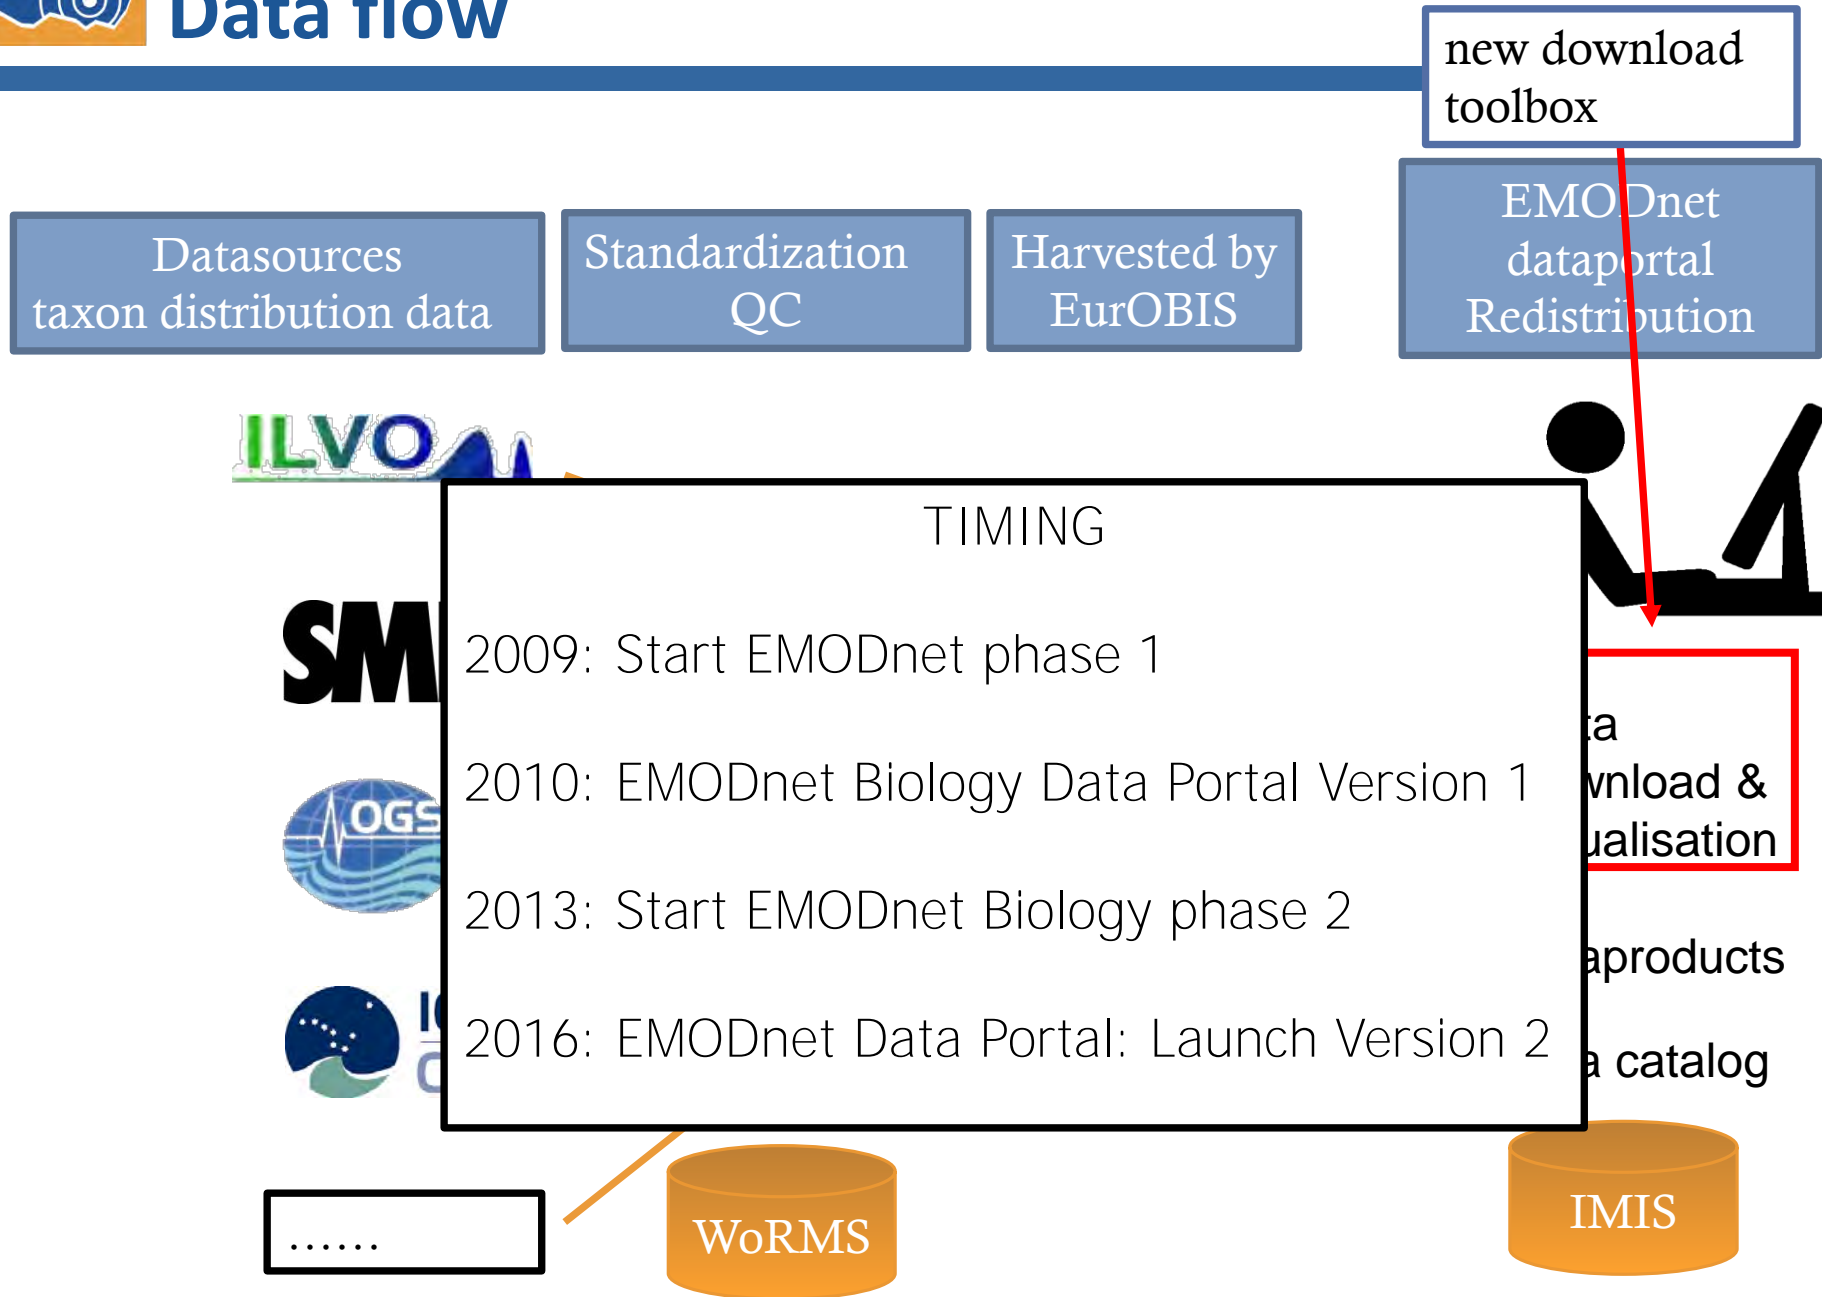 Data flow
new download
toolbox
Datasources
taxon distribution data
Standardization
QC
Harvested by
EurOBIS
EMODnet
dataportal
Redistribution
ILVO
OGS
TIMING
2009: Start EMODnet phase 1
2010: EMODnet Biology Data Portal Version 1
2013: Start EMODnet Biology phase 2
2016: EMODnet Data Portal: Launch Version 2
&
catalog
......
WoRMS
IMIS